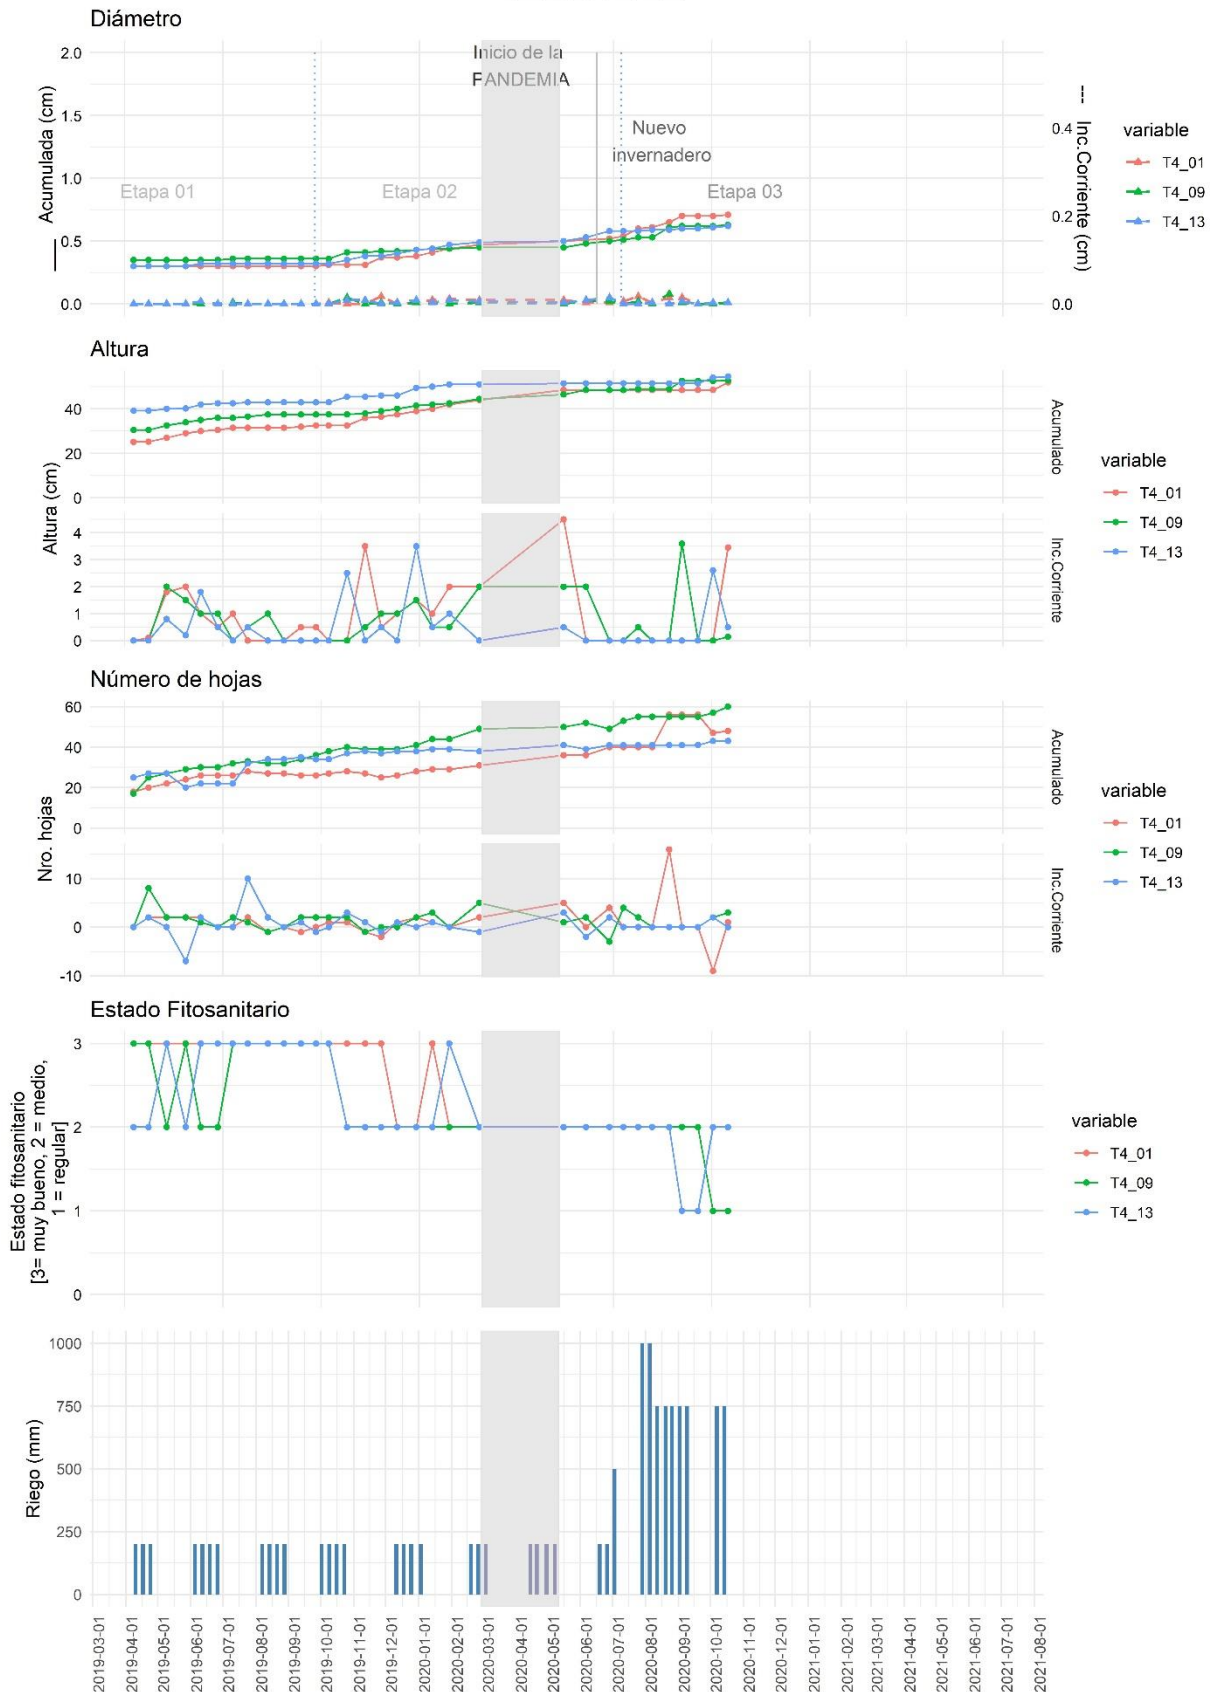 Diámetro
Inicio de la
PANDEMIA
Nuevo
invernadero
Etapa 01
Etapa 02
Etapa 03
2.0
1.5
1.0
0.5
0.0
Acumulada (cm)
0.4
0.2
0.0
--- Inc.Corriente (cm)
variable
T4_01
T4_09
T4_13
Altura
40
20
0
Acumulado
4
3
2
1
0
Inc.Corriente
Altura (cm)
variable
T4_01
T4_09
T4_13
Número de hojas
60
40
20
0
Acumulado
10
0
-10
Inc.Corriente
Nro. hojas
variable
T4_01
T4_09
T4_13
Estado Fitosanitario
3
2
1
0
Estado fitosanitario
[3= muy bueno, 2 = medio,
1 = regular]
variable
T4_01
T4_09
T4_13
1000
750
500
250
0
Riego (mm)
2019-03-01
2019-04-01
2019-05-01
2019-06-01
2019-07-01
2019-08-01
2019-09-01
2019-10-01
2019-11-01
2019-12-01
2020-01-01
2020-02-01
2020-03-01
2020-04-01
2020-05-01
2020-06-01
2020-07-01
2020-08-01
2020-09-01
2020-10-01
2020-11-01
2020-12-01
2021-01-01
2021-02-01
2021-03-01
2021-04-01
2021-05-01
2021-06-01
2021-07-01
2021-08-01